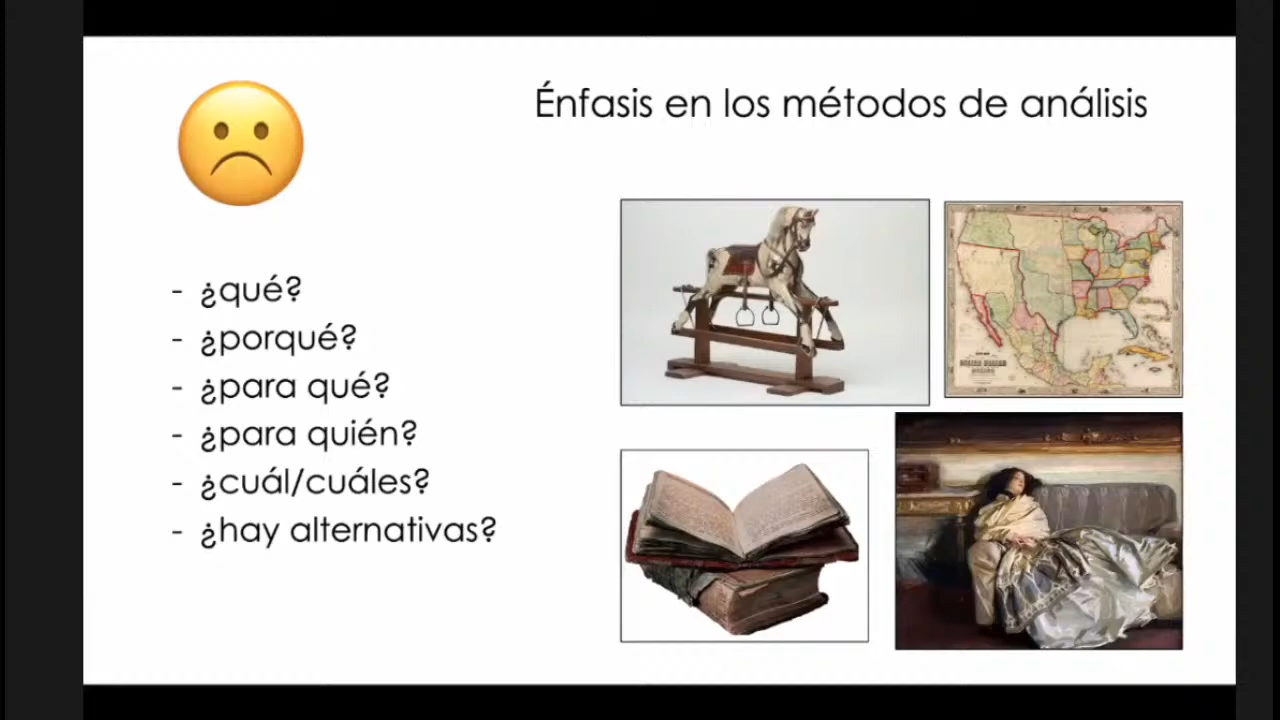 Énfasis en los métodos de análisis
- ¿qué?
- ¿porqué?
- ¿para qué?
- ¿para quién?
- ¿cuál/cuáles?
- ¿hay alternativas?